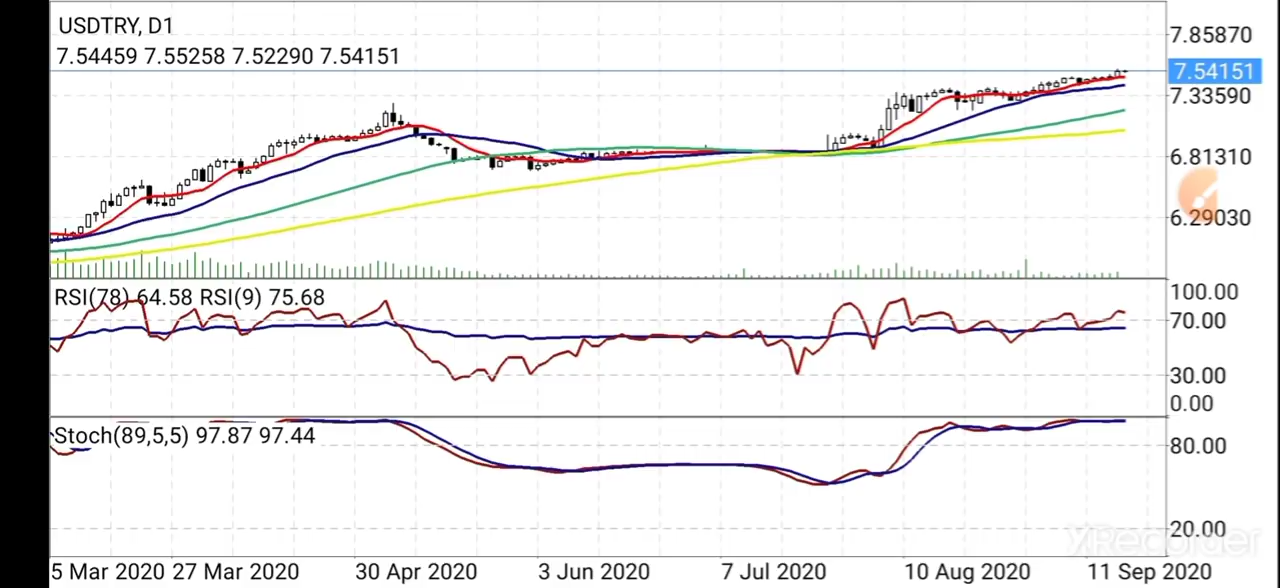 USDTRY, D1
7.54459 7.55258 7.52290 7.54151
7.85870
7.54151
7.33590
6.81310
6.29030
RSI(78) 64.58 RSI(9) 75.68
100.00
70.00
30.00
0.00
Stoch(89,5,5) 97.87 97.44
80.00
20.00
XRecorder
5 Mar 2020 27 Mar 2020 30 Apr 2020 3 Jun 2020 7 Jul 2020 10 Aug 2020 11 Sep 2020